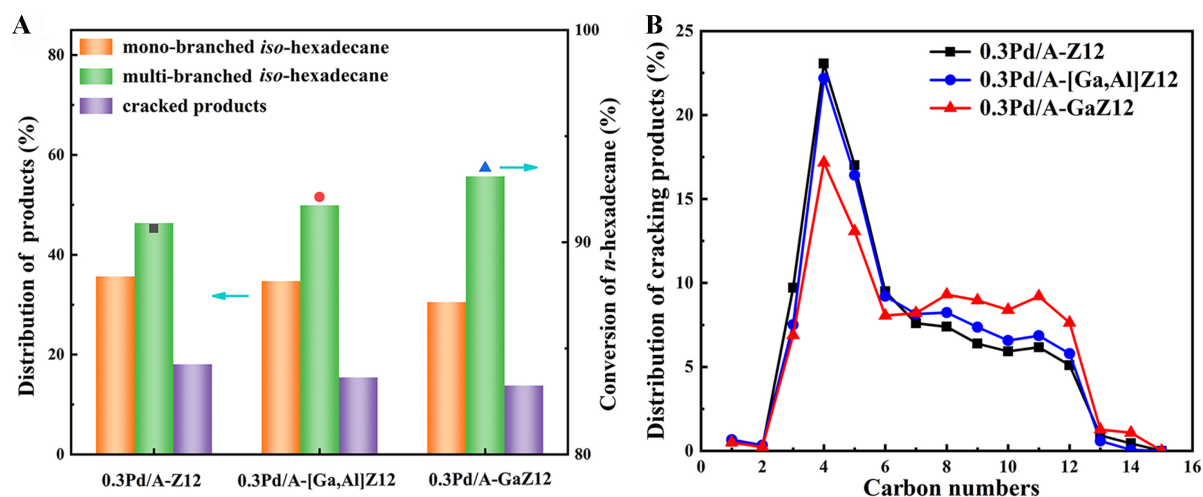 A
mono-branched iso-hexadecane
multi-branched iso-hexadecane
cracked products
Distribution of products (%)
0
20
40
60
80
Conversion of n-hexadecane (%)
80
90
100
0.3Pd/A-Z12
0.3Pd/A-[Ga,Al]Z12
0.3Pd/A-GaZ12
B
0.3Pd/A-Z12
0.3Pd/A-[Ga,Al]Z12
0.3Pd/A-GaZ12
Distribution of cracking products (%)
0
5
10
15
20
25
0
2
4
6
8
10
12
14
16
Carbon numbers